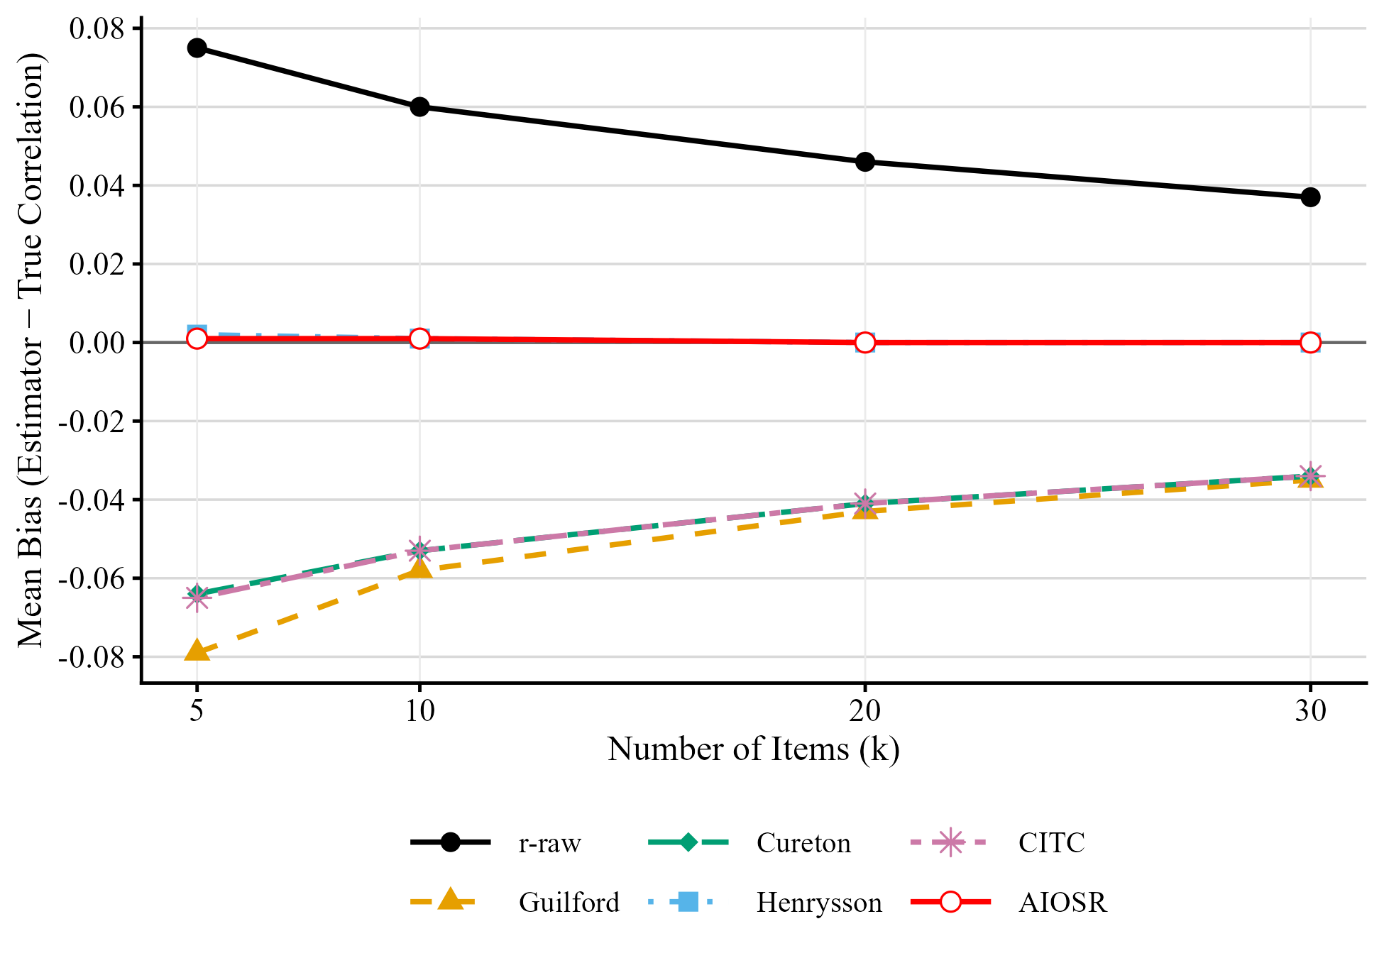 Mean Bias (Estimator − True Correlation)
0.08
0.06
0.04
0.02
0.00
-0.02
-0.04
-0.06
-0.08
5 10 20 30
Number of Items (k)
r-raw Cureton CITC
Guilford Henrysson AIOSR